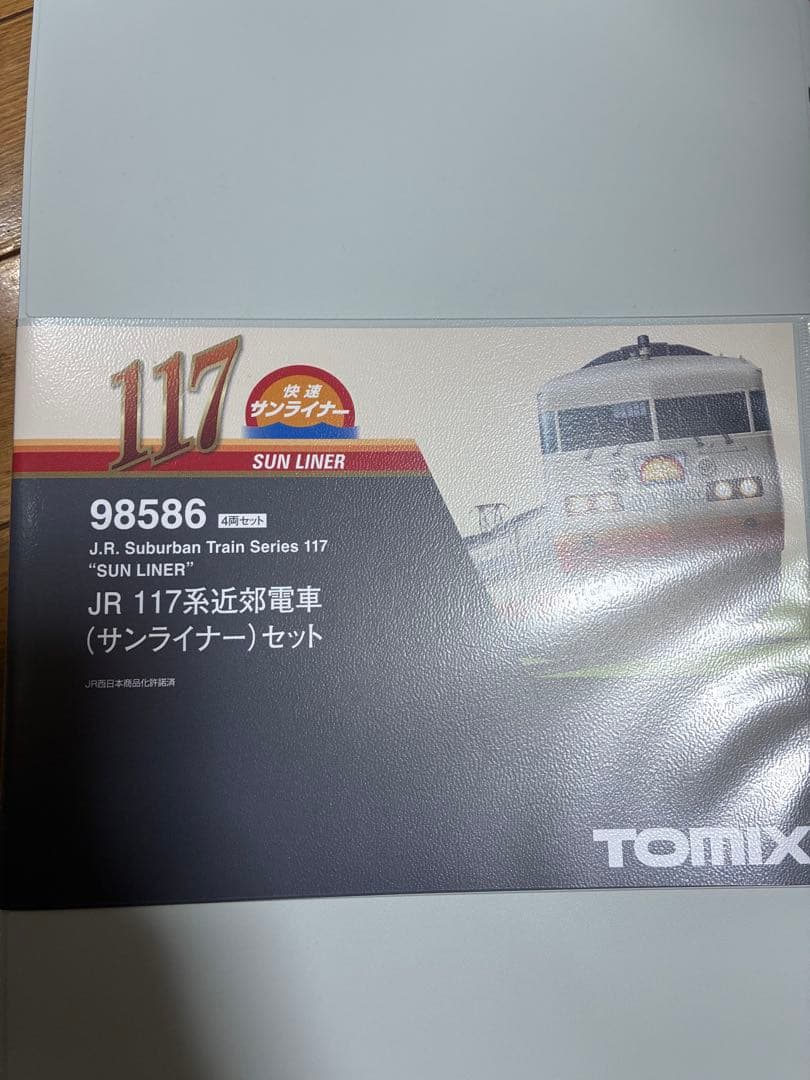 117
快速
サンライナー
SUN LINER
98586 4両セット
J.R. Suburban Train Series 117
“SUN LINER”
JR 117系近郊電車
(サンライナー)セット
JR西日本商品化許諾済
TOMIX